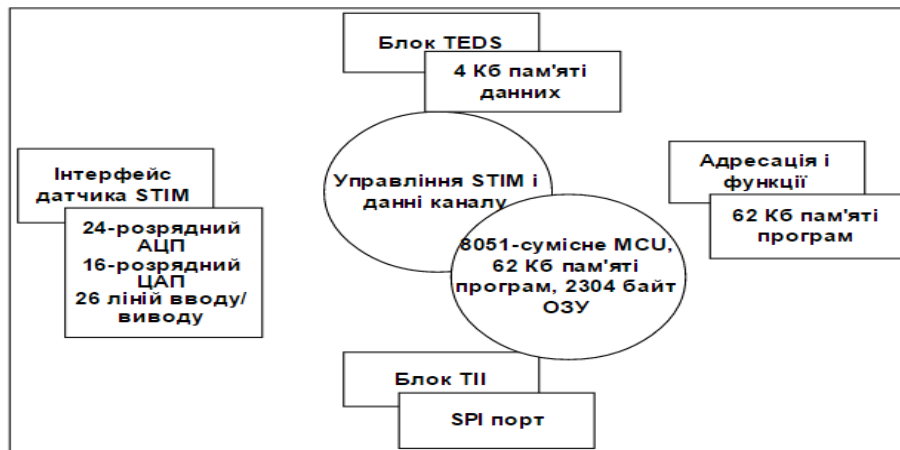 Блок TEDS
4 Кб пам'яті
данних
Інтерфейс
датчика STIM
24-розрядний
АЦП
16-розрядний
ЦАП
26 ліній вводу/
виводу
Управління STIM і
данні каналу
8051-сумісне MCU,
62 Кб пам'яті
програм, 2304 байт
ОЗУ
Адресація і
функції
62 Кб пам'яті
програм
Блок TII
SPI порт